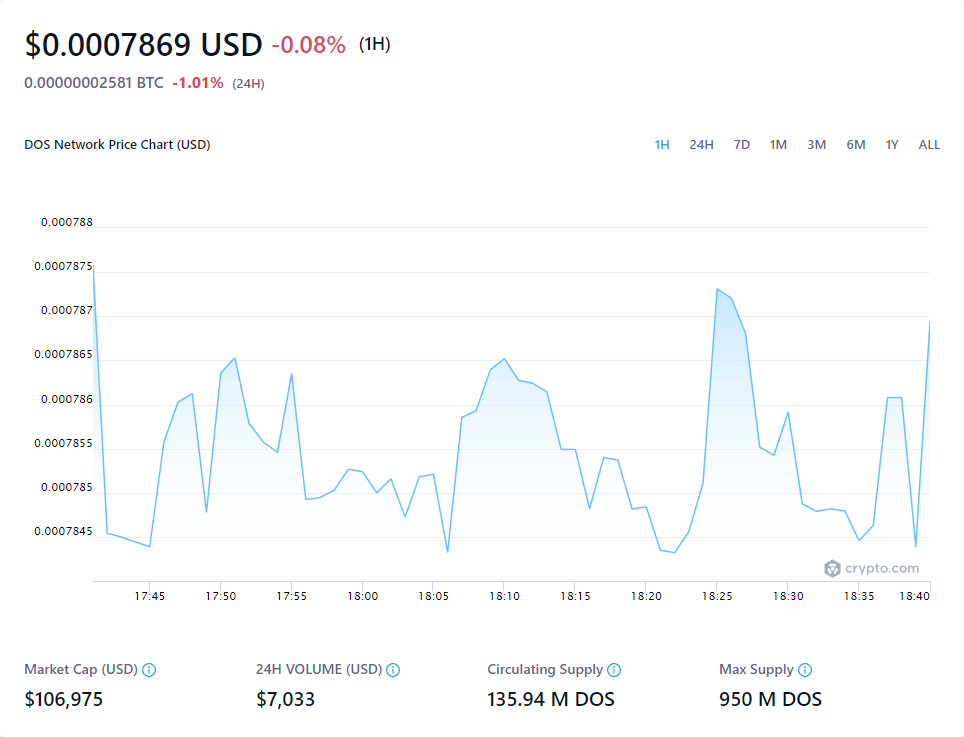 $0.0007869 USD -0.08% (1H)
0.00000002581 BTC -1.01% (24H)
DOS Network Price Chart (USD)
1H 24H 7D 1M 3M 6M 1Y ALL
0.000788
0.0007875
0.000787
0.0007865
0.000786
0.0007855
0.000785
0.0007845
crypto.com
17:45 17:50 17:55 18:00 18:05 18:10 18:15 18:20 18:25 18:30 18:35 18:40
Market Cap (USD) 24H VOLUME (USD) Circulating Supply Max Supply
$106,975 $7,033 135.94 M DOS 950 M DOS